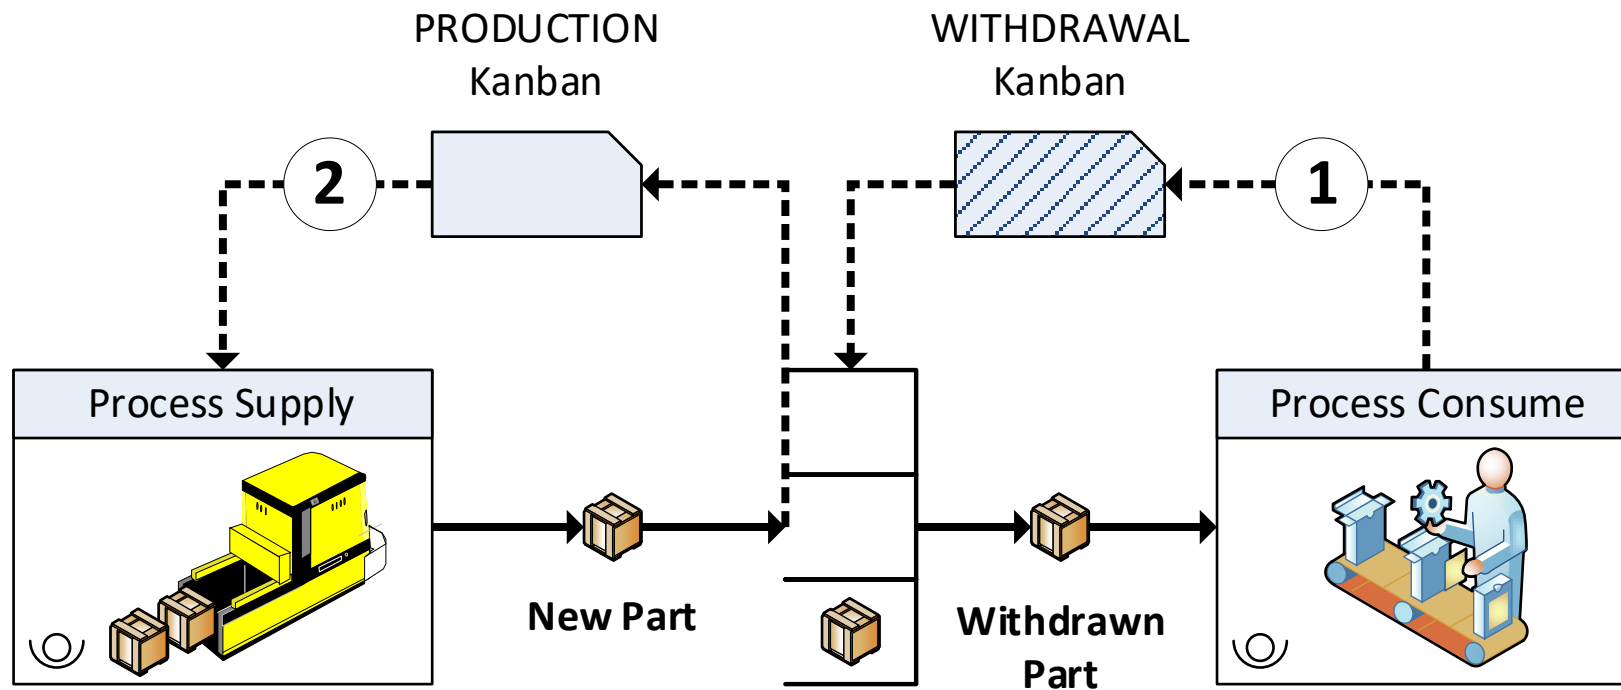 PRODUCTION
Kanban
WITHDRAWAL
Kanban
2
1
Process Supply
Process Consume
New Part
Withdrawn
Part